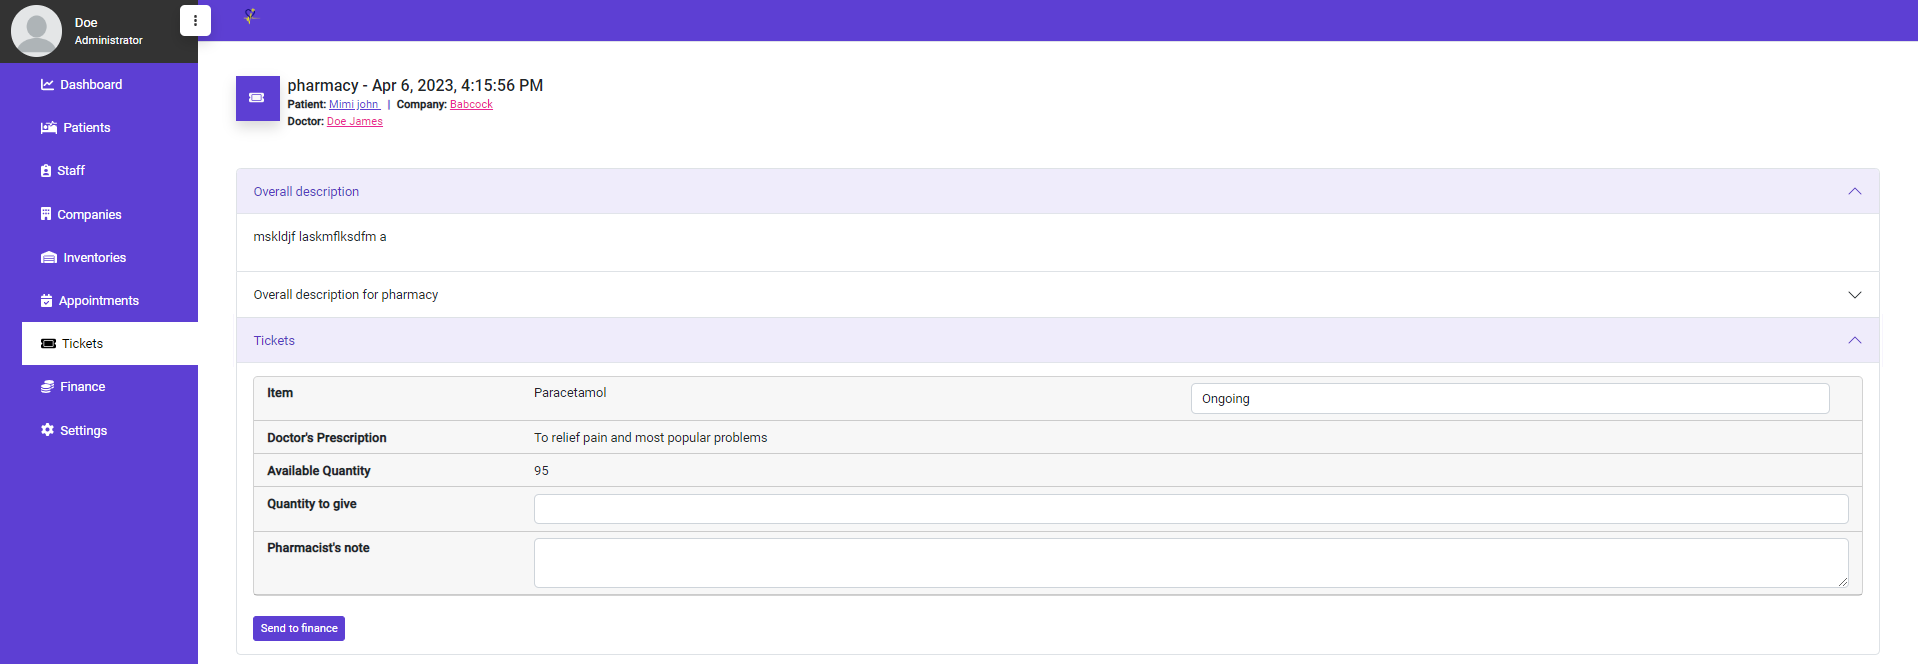 Doe
Administrator
Dashboard
Patients
Staff
Companies
Inventories
Appointments
Tickets
Finance
Settings
pharmacy - Apr 6, 2023, 4:15:56 PM
Patient: Mimi john | Company: Babcock
Doctor: Doe James
Overall description
mskldjf laskmflksdfm a
Overall description for pharmacy
Tickets
Item Paracetamol Ongoing
Doctor's Prescription To relief pain and most popular problems
Available Quantity 95
Quantity to give
Pharmacist's note
Send to finance